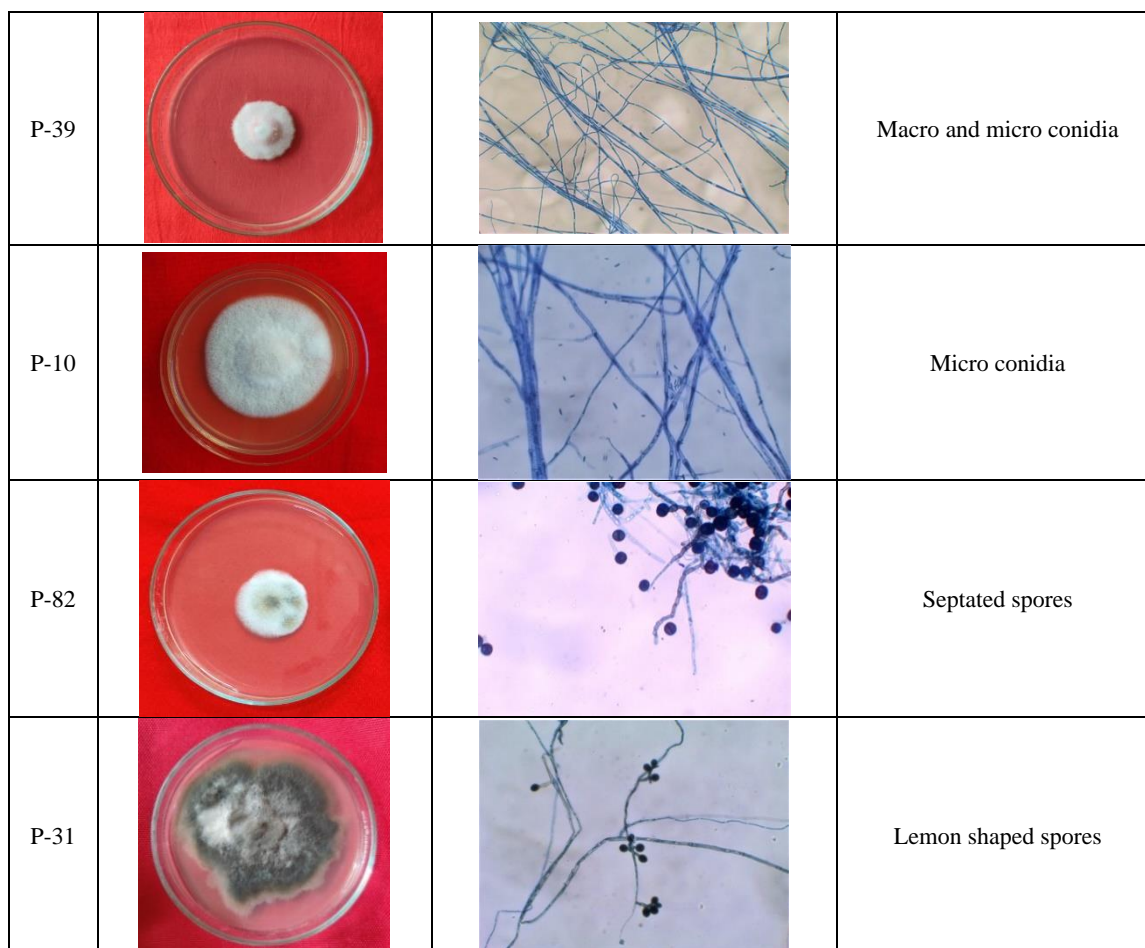 P-39
Macro and micro conidia
P-10
Micro conidia
P-82
Septated spores
P-31
Lemon shaped spores